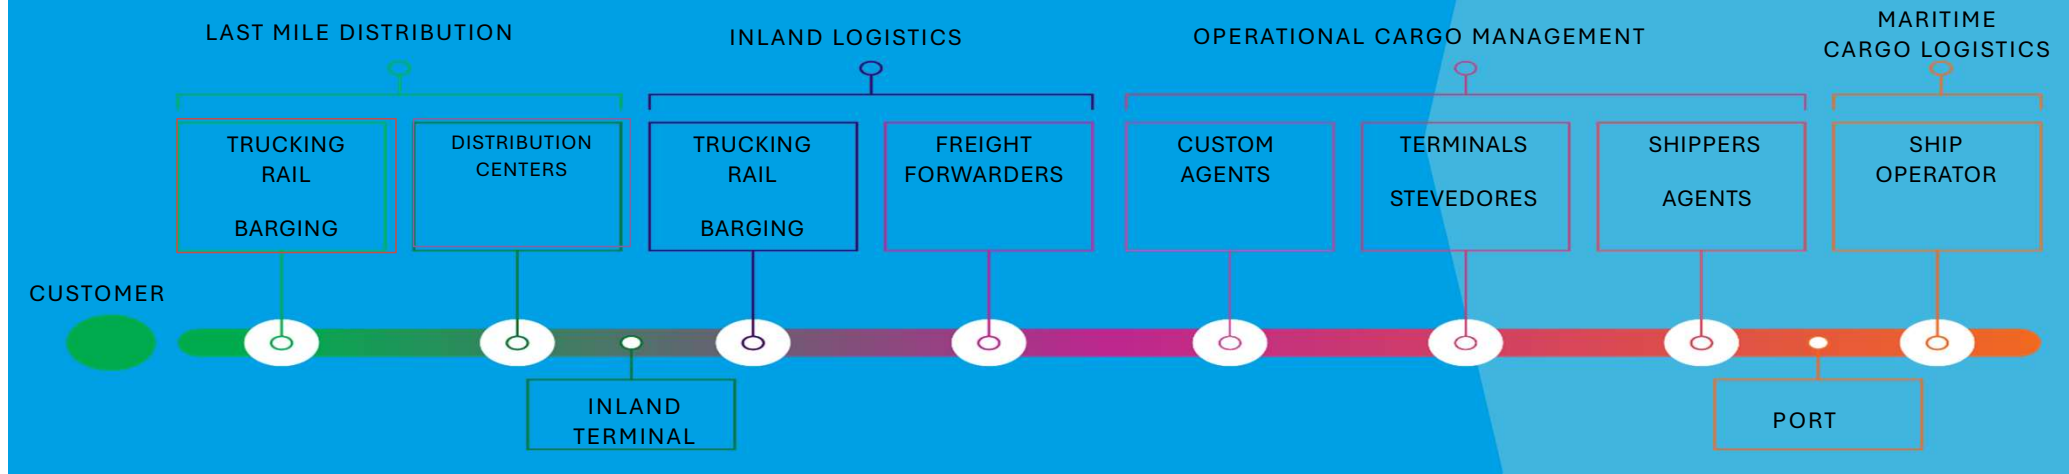 LAST MILE DISTRIBUTION
INLAND LOGISTICS
OPERATIONAL CARGO MANAGEMENT
MARITIME
CARGO LOGISTICS
TRUCKING
RAIL
BARGING
DISTRIBUTION
CENTERS
TRUCKING
RAIL
BARGING
FREIGHT
FORWARDERS
CUSTOM
AGENTS
TERMINALS
STEVEDORES
SHIPPERS
AGENTS
SHIP
OPERATOR
CUSTOMER
INLAND
TERMINAL
PORT